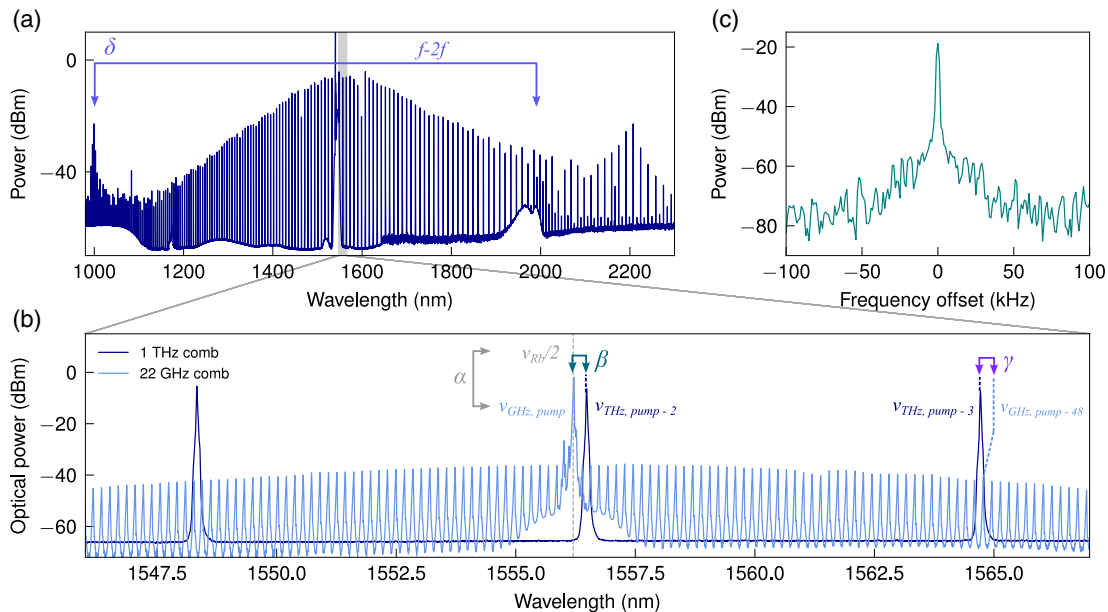 (a)
δ
f-2f
0
−40
Power (dBm)
1000 1200 1400 1600 1800 2000 2200
Wavelength (nm)
(c)
−20
−40
−60
−80
Power (dBm)
−100 −50 0 50 100
Frequency offset (kHz)
(b)
1 THz comb
22 GHz comb
α
ν_Rb/2
β
γ
ν_GHz, pump
ν_THz, pump - 2
ν_THz, pump - 3
ν_GHz, pump - 48
0
−20
−40
−60
Optical power (dBm)
1547.5 1550.0 1552.5 1555.0 1557.5 1560.0 1562.5 1565.0
Wavelength (nm)